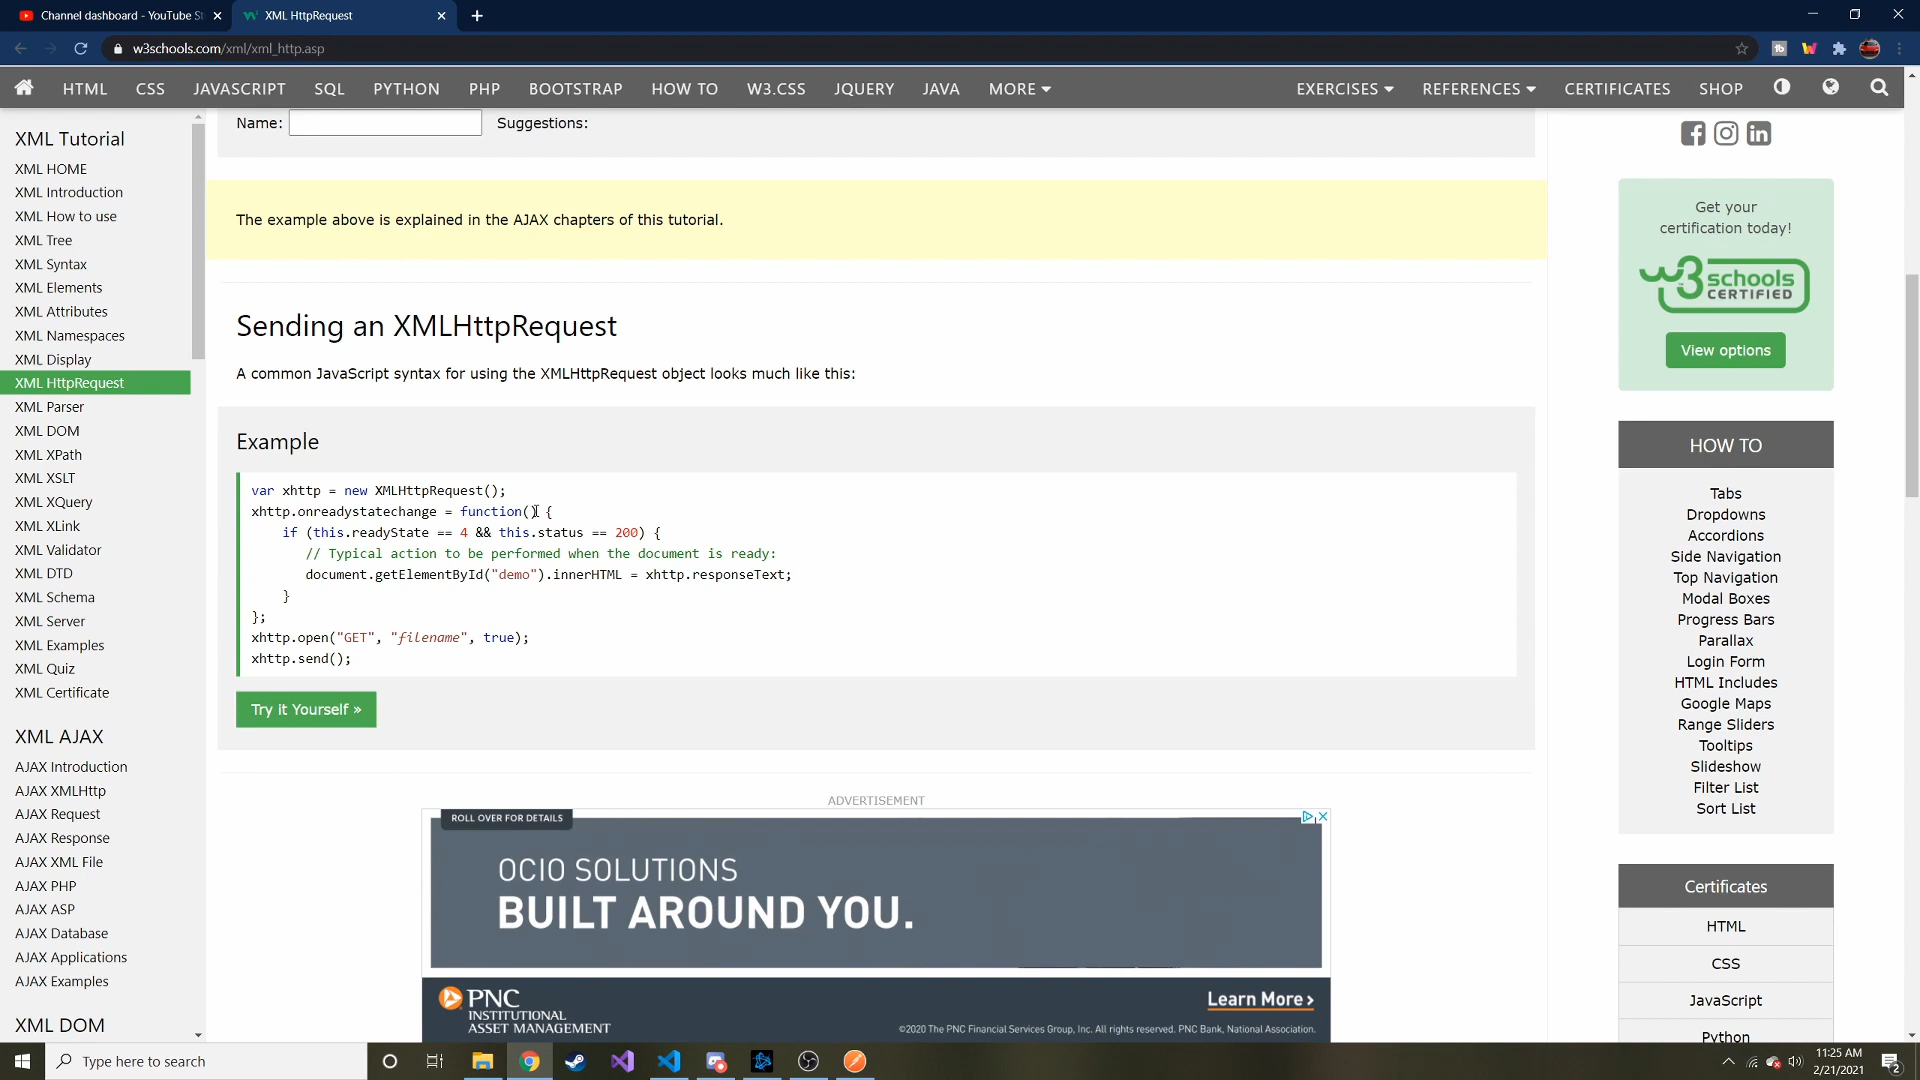 Channel dashboard - YouTube St
XML HttpRequest
w3schools.com/xml/xml_http.asp
HTML CSS JAVASCRIPT SQL PYTHON PHP BOOTSTRAP HOW TO W3.CSS JQUERY JAVA MORE EXERCISES REFERENCES CERTIFICATES SHOP
XML Tutorial
XML HOME
XML Introduction
XML How to use
XML Tree
XML Syntax
XML Elements
XML Attributes
XML Namespaces
XML Display
XML HttpRequest
XML Parser
XML DOM
XML XPath
XML XSLT
XML XQuery
XML XLink
XML Validator
XML DTD
XML Schema
XML Server
XML Examples
XML Quiz
XML Certificate
XML AJAX
AJAX Introduction
AJAX XMLHttp
AJAX Request
AJAX Response
AJAX XML File
AJAX PHP
AJAX ASP
AJAX Database
AJAX Applications
AJAX Examples
XML DOM
Name: Suggestions:
The example above is explained in the AJAX chapters of this tutorial.
Sending an XMLHttpRequest
A common JavaScript syntax for using the XMLHttpRequest object looks much like this:
Example
var xhttp = new XMLHttpRequest();
xhttp.onreadystatechange = function() {
if (this.readyState == 4 && this.status == 200) {
// Typical action to be performed when the document is ready:
document.getElementById("demo").innerHTML = xhttp.responseText;
}
};
xhttp.open("GET", "filename", true);
xhttp.send();
Try it Yourself »
ADVERTISEMENT
ROLL OVER FOR DETAILS
OCIO SOLUTIONS
BUILT AROUND YOU.
PNC
INSTITUTIONAL
ASSET MANAGEMENT
Learn More ›
©2020 The PNC Financial Services Group, Inc. All rights reserved. PNC Bank, National Association.
Get your
certification today!
w3schools
CERTIFIED
View options
HOW TO
Tabs
Dropdowns
Accordions
Side Navigation
Top Navigation
Modal Boxes
Progress Bars
Parallax
Login Form
HTML Includes
Google Maps
Range Sliders
Tooltips
Slideshow
Filter List
Sort List
Certificates
HTML
CSS
JavaScript
Python
Type here to search
11:25 AM
2/21/2021
2